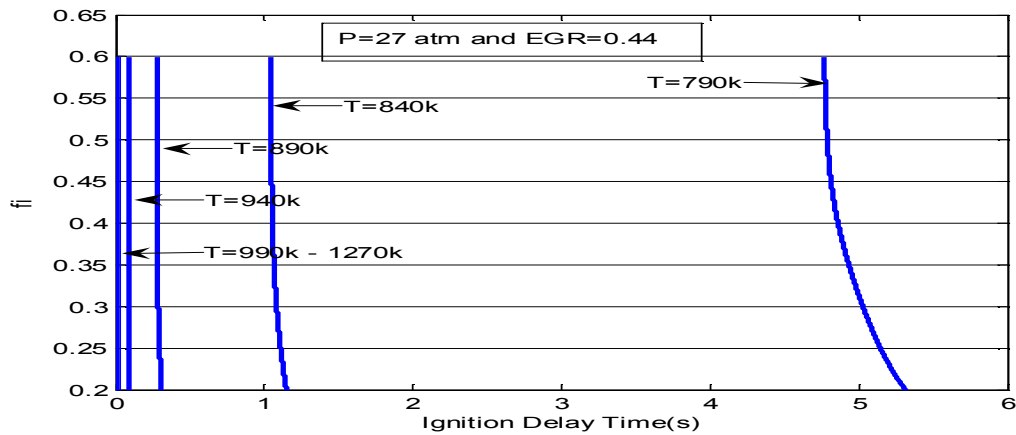 0.65
P=27 atm and EGR=0.44
0.6
T=790k
0.55
T=840k
0.5
T=890k
0.45
T=940k
fi
0.4
T=990k - 1270k
0.35
0.3
0.25
0.2
0 1 2 3 4 5 6
Ignition Delay Time(s)